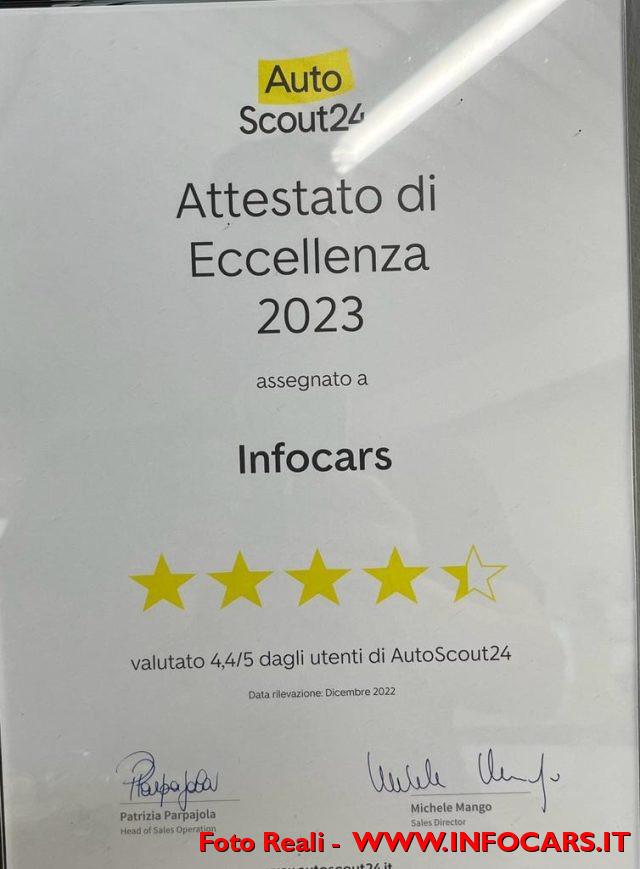 Auto
Scout24
Attestato di
Eccellenza
2023
assegnato a
Infocars
valutato 4,4/5 dagli utenti di AutoScout24
Data rilevazione: Dicembre 2022
Patrizia Parpajola
Head of Sales Operation
Michele Mango
Sales Director
Foto Reali - WWW.INFOCARS.IT